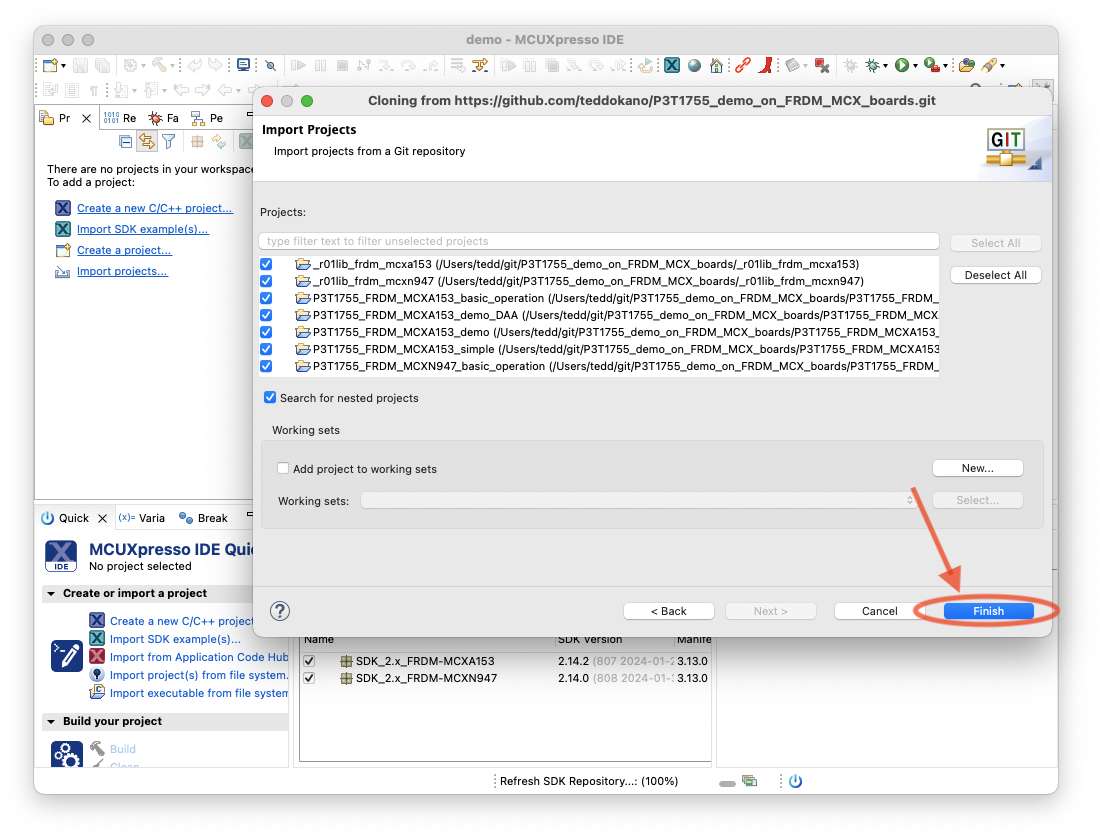 demo - MCUXpresso IDE
Pr
Re
Fa
Pe
There are no projects in your workspace
To add a project:
Create a new C/C++ project...
Import SDK example(s)...
Create a project...
Import projects...
Cloning from https://github.com/teddokano/P3T1755_demo_on_FRDM_MCX_boards.git
Import Projects
Import projects from a Git repository
GIT
Projects:
type filter text to filter unselected projects
Select All
_r01lib_frdm_mcxa153 (/Users/tedd/git/P3T1755_demo_on_FRDM_MCX_boards/_r01lib_frdm_mcxa153)
_r01lib_frdm_mcxn947 (/Users/tedd/git/P3T1755_demo_on_FRDM_MCX_boards/_r01lib_frdm_mcxn947)
Deselect All
P3T1755_FRDM_MCXA153_basic_operation (/Users/tedd/git/P3T1755_demo_on_FRDM_MCX_boards/P3T1755_FRDM_
P3T1755_FRDM_MCXA153_demo_DAA (/Users/tedd/git/P3T1755_demo_on_FRDM_MCX_boards/P3T1755_FRDM_MCX
P3T1755_FRDM_MCXA153_demo (/Users/tedd/git/P3T1755_demo_on_FRDM_MCX_boards/P3T1755_FRDM_MCXA153_
P3T1755_FRDM_MCXA153_simple (/Users/tedd/git/P3T1755_demo_on_FRDM_MCX_boards/P3T1755_FRDM_MCXA153
P3T1755_FRDM_MCXN947_basic_operation (/Users/tedd/git/P3T1755_demo_on_FRDM_MCX_boards/P3T1755_FRDM_
Search for nested projects
Working sets
Add project to working sets
New...
Working sets:
Select...
< Back
Next >
Cancel
Finish
Quick
(x)= Varia
Break
IDE
MCUXpresso IDE Qui
No project selected
Create or import a project
Create a new C/C++ project
Import SDK example(s)...
Import from Application Code Hub
Import project(s) from file system.
Import executable from file system
Build your project
Build
Clean
Name
SDK Version
Manife
SDK_2.x_FRDM-MCXA153
2.14.2 (807 2024-01-2
3.13.0
SDK_2.x_FRDM-MCXN947
2.14.0 (808 2024-01-
3.13.0
Refresh SDK Repository...: (100%)